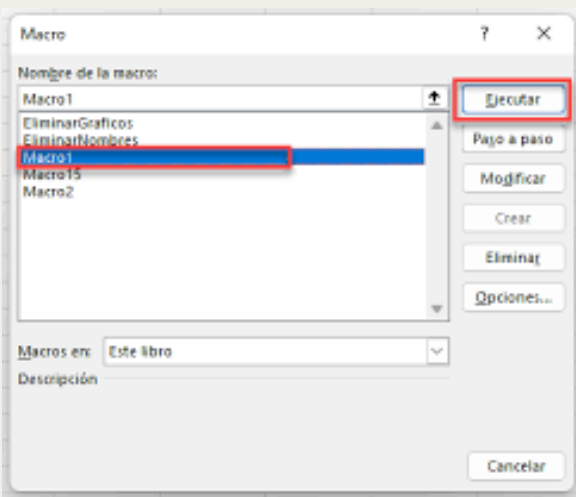 Macro
Nombre de la macro:
Macro1
Ejecutar
EliminarGraficos
EliminarNombres
Macro1
Macro15
Macro2
Paso a paso
Modificar
Crear
Eliminar
Opciones...
Macros en: Este libro
Descripción
Cancelar